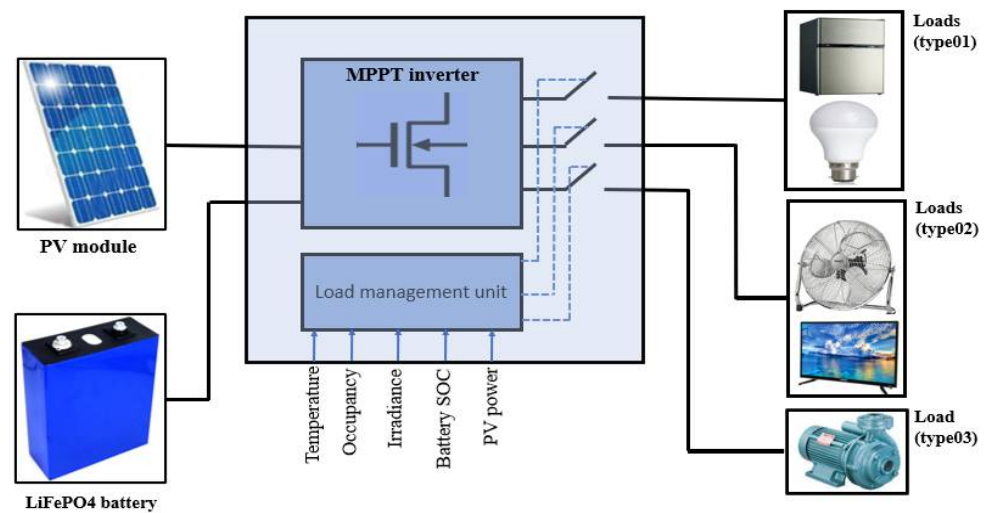 Loads
(type01)
MPPT inverter
PV module
Loads
(type02)
Load management unit
Temperature
Occupancy
Irradiance
Battery SOC
PV power
Load
(type03)
LiFePO4 battery